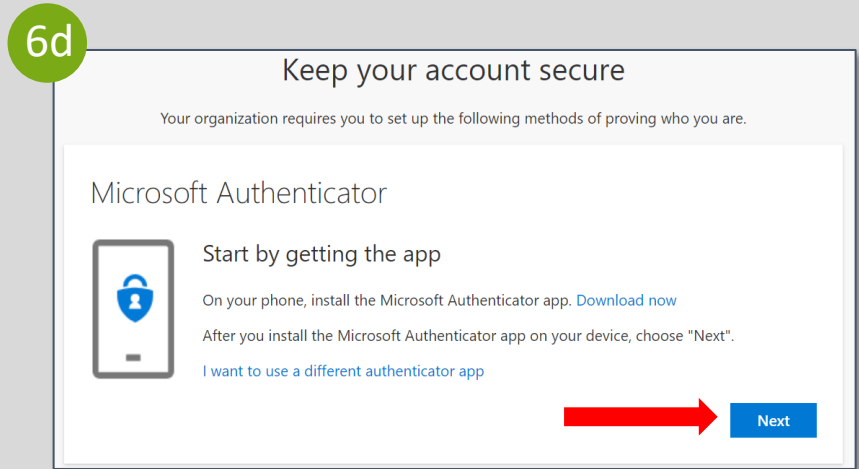 6d
Keep your account secure
Your organization requires you to set up the following methods of proving who you are.
Microsoft Authenticator
Start by getting the app
On your phone, install the Microsoft Authenticator app. Download now
After you install the Microsoft Authenticator app on your device, choose "Next".
I want to use a different authenticator app
Next